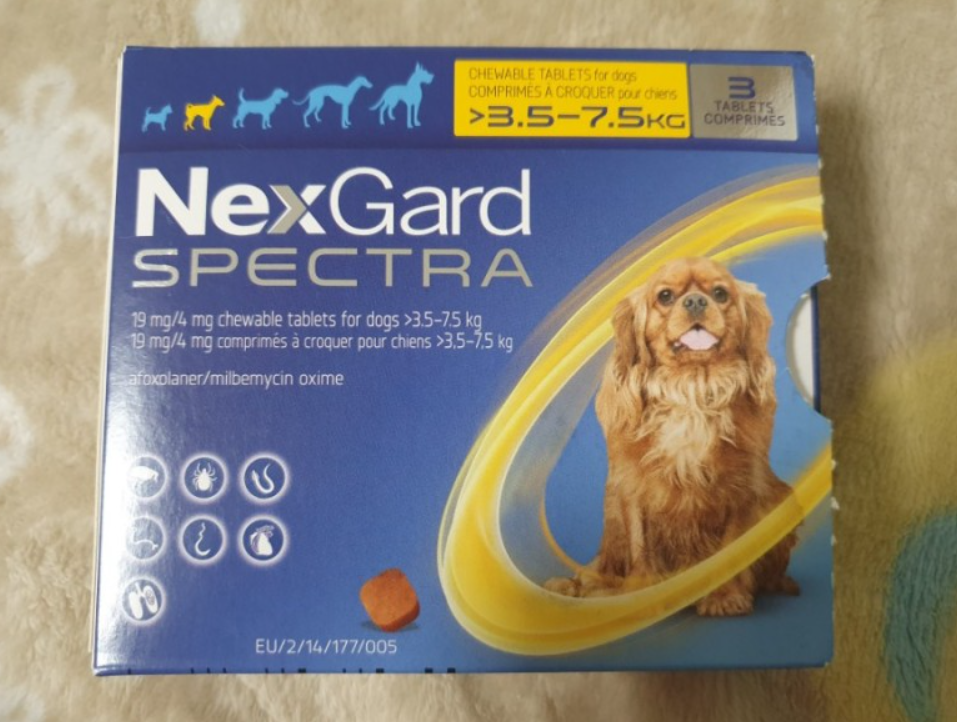 CHEWABLE TABLETS for dogs
COMPRIMÉS À CROQUER pour chiens
>3.5–7.5KG
3
TABLETS
COMPRIMÉS
NexGard
SPECTRA
19 mg/4 mg chewable tablets for dogs >3.5–7.5 kg
19 mg/4 mg comprimés à croquer pour chiens >3.5–7.5 kg
afoxolaner/milbemycin oxime
EU/2/14/177/005